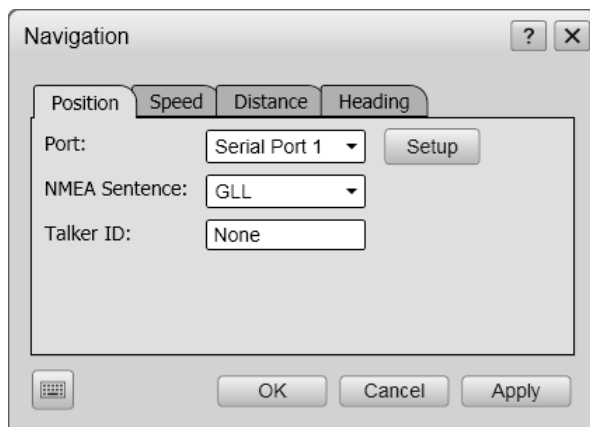 Navigation ?
Position Speed Distance Heading
Port: Serial Port 1 Setup
NMEA Sentence: GLL
Talker ID: None
OK Cancel Apply